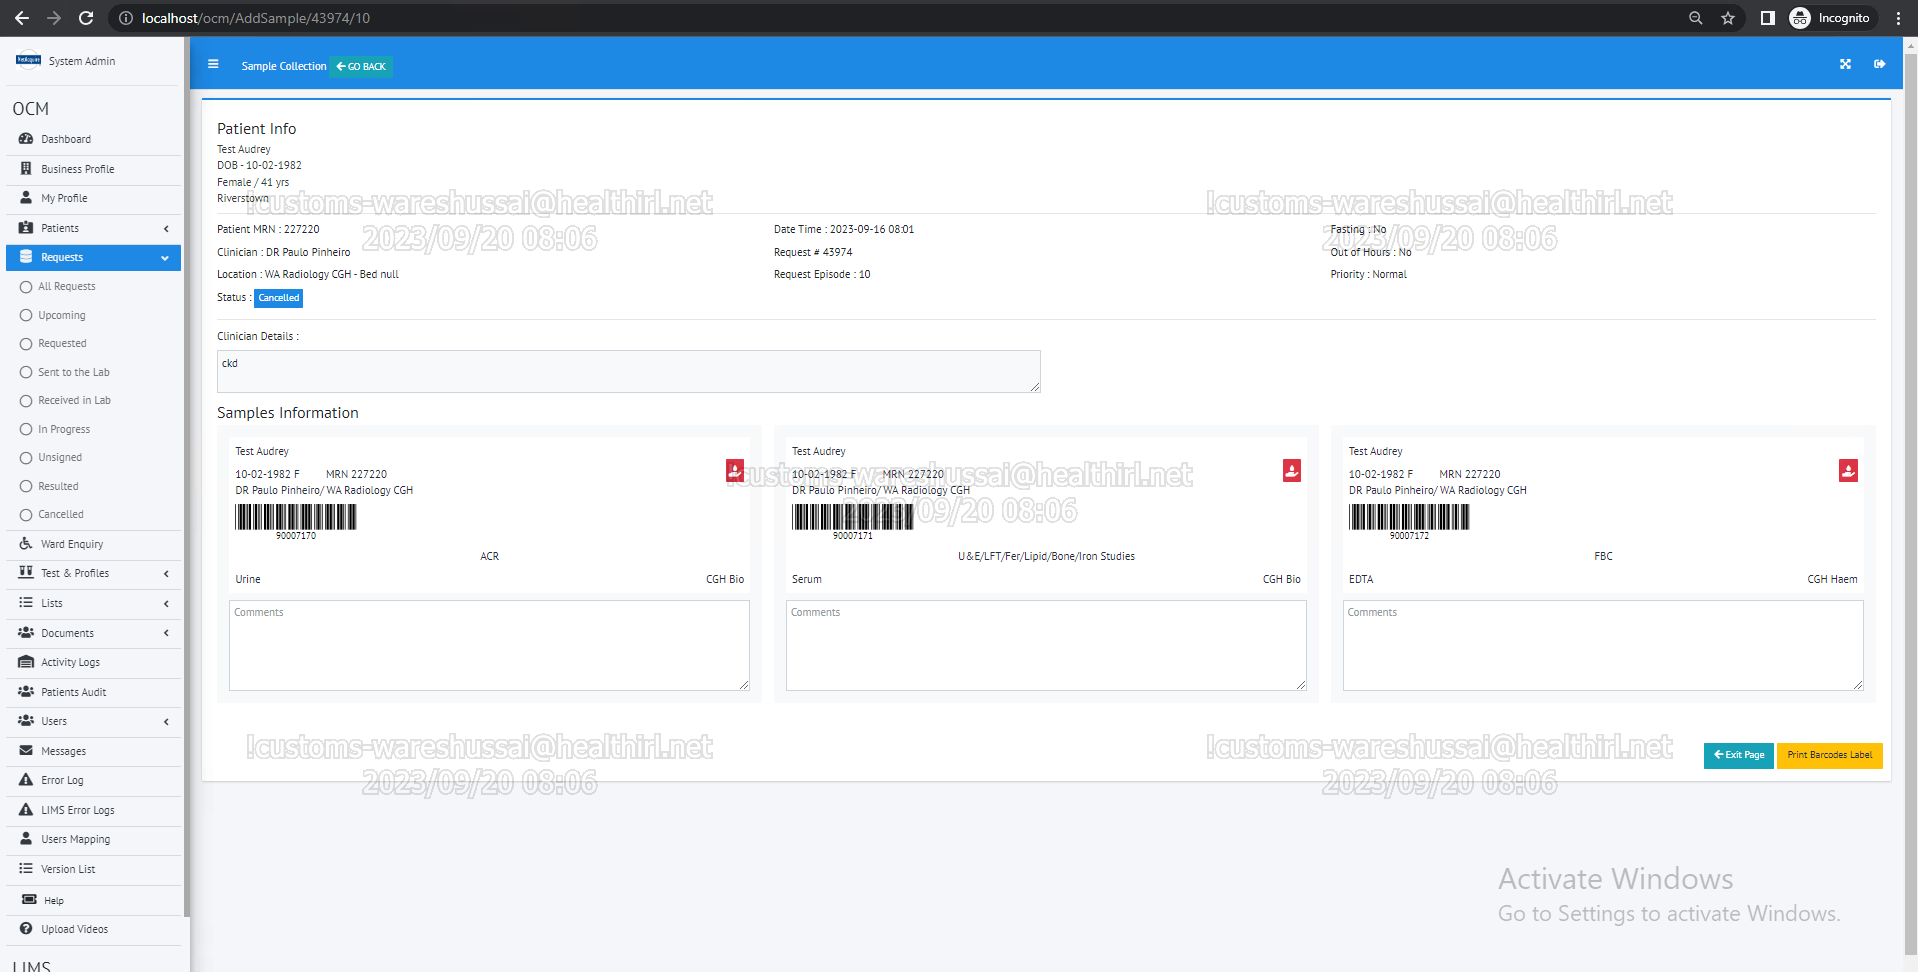 localhost/ocm/AddSample/43974/10
Incognito
System Admin
Sample Collection
GO BACK
OCM
Dashboard
Business Profile
My Profile
Patients
Requests
All Requests
Upcoming
Requested
Sent to the Lab
Received in Lab
In Progress
Unsigned
Resulted
Cancelled
Ward Enquiry
Test & Profiles
Lists
Documents
Activity Logs
Patients Audit
Users
Messages
Error Log
LIMS Error Logs
Users Mapping
Version List
Help
Upload Videos
LIMS
Patient Info
Test Audrey
DOB - 10-02-1982
Female / 41 yrs
Riverstown
Patient MRN : 227220
Date Time : 2023-09-16 08:01
Fasting : No
Clinician : DR Paulo Pinheiro
Request # 43974
Out of Hours : No
Location : WA Radiology CGH - Bed null
Request Episode : 10
Priority : Normal
Status : Cancelled
Clinician Details :
ckd
Samples Information
Test Audrey
10-02-1982 F MRN 227220
DR Paulo Pinheiro/ WA Radiology CGH
90007170
ACR
Urine CGH Bio
Comments
Test Audrey
10-02-1982 F MRN 227220
DR Paulo Pinheiro/ WA Radiology CGH
90007171
U&E/LFT/Fer/Lipid/Bone/Iron Studies
Serum CGH Bio
Comments
Test Audrey
10-02-1982 F MRN 227220
DR Paulo Pinheiro/ WA Radiology CGH
90007172
FBC
EDTA CGH Haem
Comments
Exit Page
Print Barcodes Label
!customs-wareshussai@healthirl.net
2023/09/20 08:06
!customs-wareshussai@healthirl.net
2023/09/20 08:06
!customs-wareshussai@healthirl.net
2023/09/20 08:06
!customs-wareshussai@healthirl.net
2023/09/20 08:06
!customs-wareshussai@healthirl.net
2023/09/20 08:06
Activate Windows
Go to Settings to activate Windows.